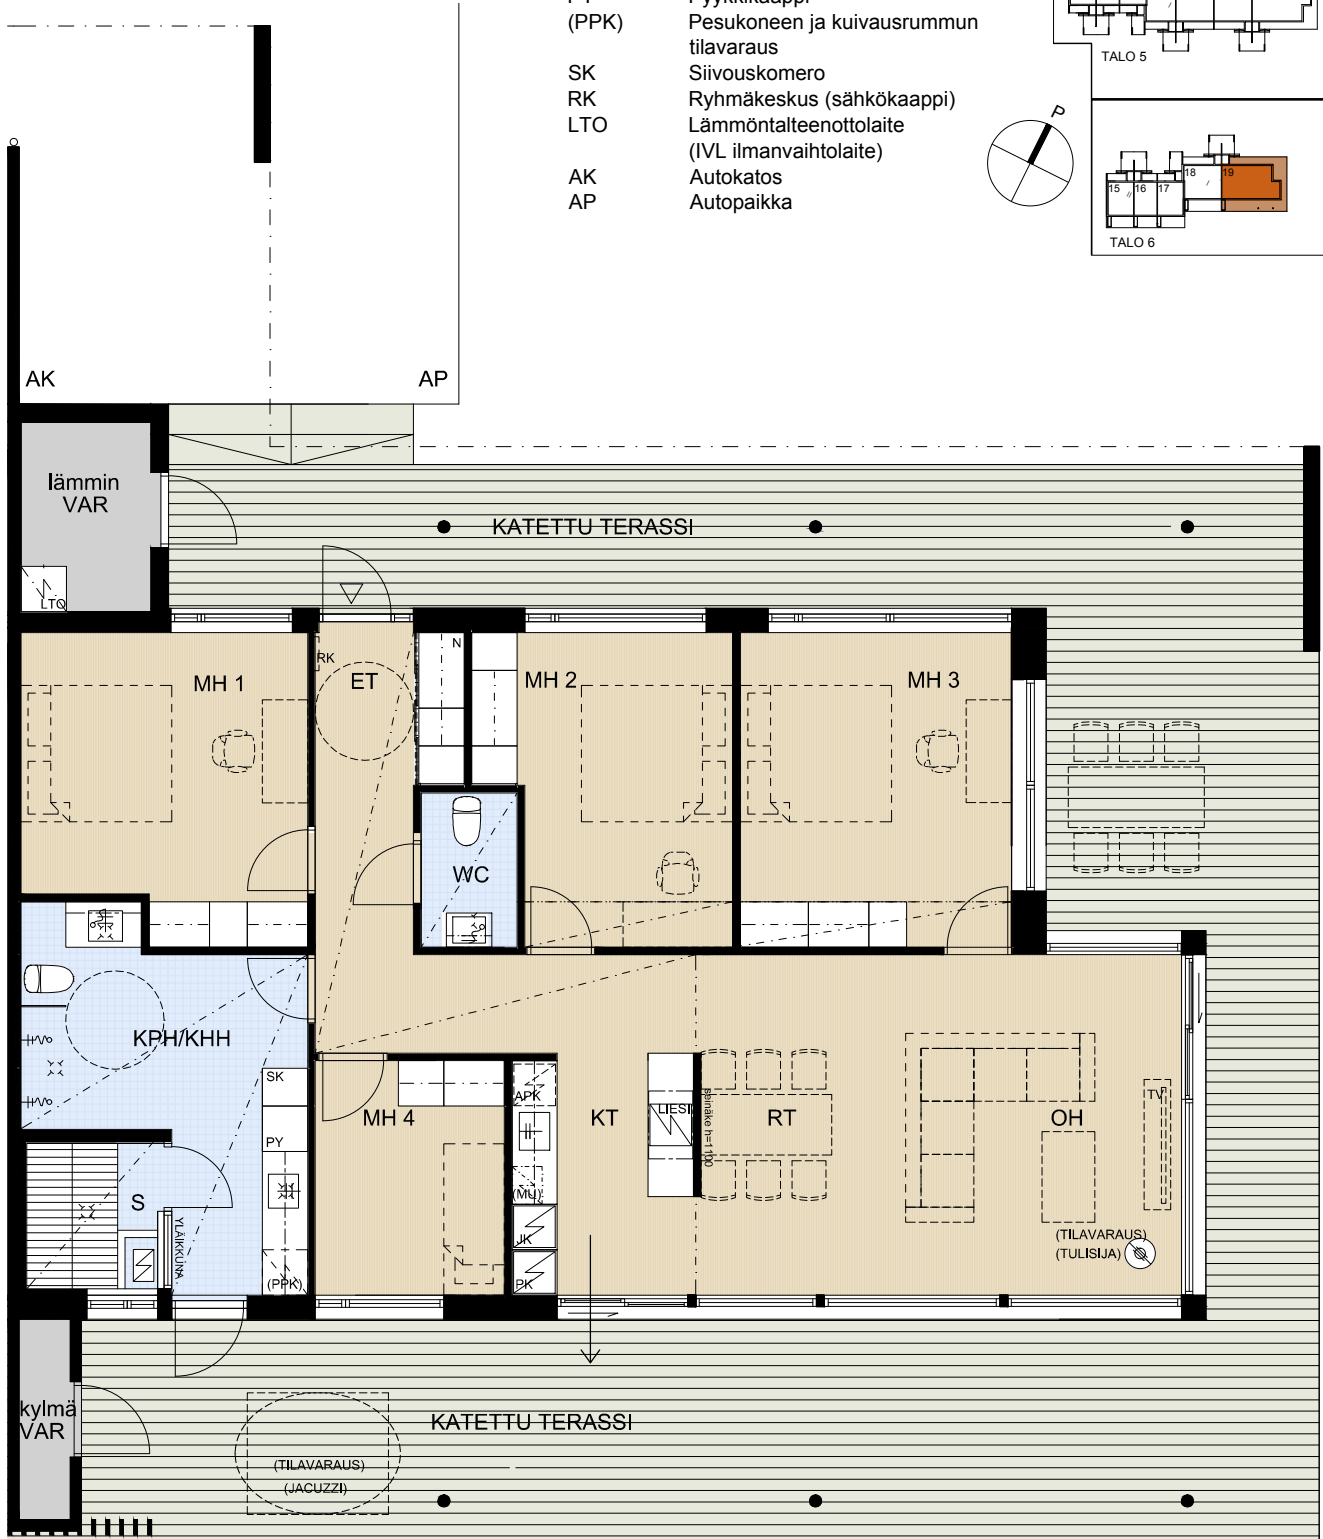 (PPK) Pesukoneen ja kuivausrummun
tilavaraus
SK Siivouskomero
RK Ryhmäkeskus (sähkökaappi)
LTO Lämmöntalteenottolaite
(IVL ilmanvaihtolaite)
AK Autokatos
AP Autopaikka
TALO 5
P
15 16 17 18 19
TALO 6
AK
AP
lämmin
VAR
LTO
KATETTU TERASSI
RK
N
MH 1
ET
MH 2
MH 3
WC
KPH/KHH
SK
PY
(PPK)
S
YLÄIKKUNA
MH 4
APK
(MU)
JK
PK
KT
LIESI
seinäke h=1100
RT
OH
TV
(TILAVARAUS)
(TULISIJA)
kylmä
VAR
KATETTU TERASSI
(TILAVARAUS)
(JACUZZI)